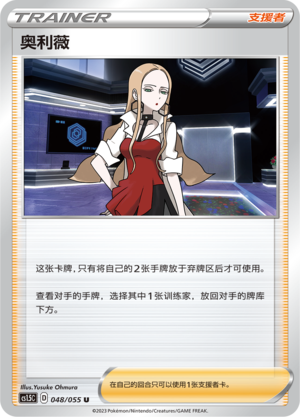 TRAINER
支援者
奥利薇
这张卡牌，只有将自己的2张手牌放于弃牌区后才可使用。
查看对手的手牌，选择其中1张训练家，放回对手的牌库
下方。
Illus.Yusuke Ohmura
cs1.5C D 048/055 U
在自己的回合只可以使用1张支援者卡。
©2023 Pokémon/Nintendo/Creatures/GAME FREAK.